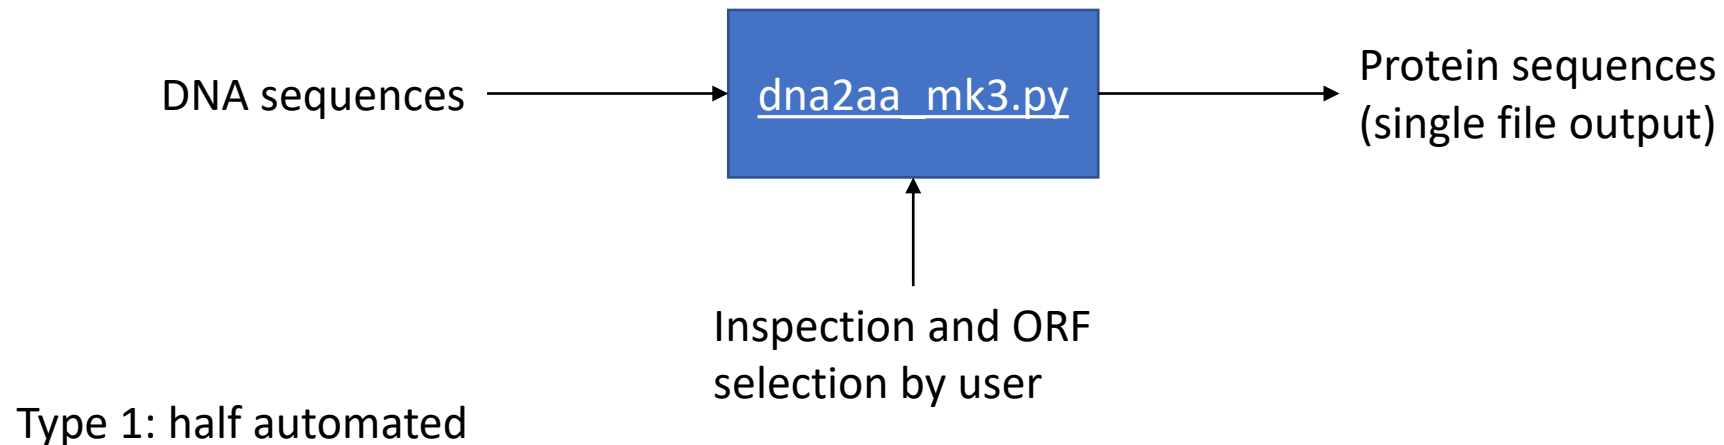 DNA sequences
dna2aa_mk3.py
Protein sequences
(single file output)
Inspection and ORF
selection by user
Type 1: half automated